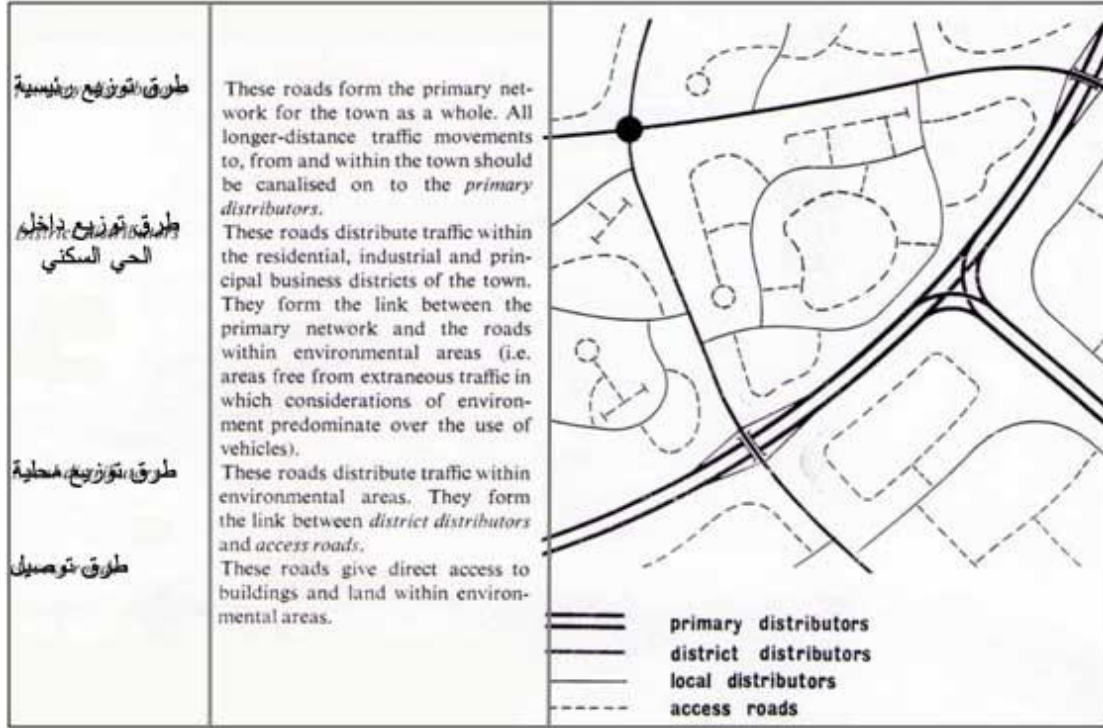 طرق توزيع رئيسية
These roads form the primary net-
work for the town as a whole. All
longer-distance traffic movements
to, from and within the town should
be canalised on to the primary
distributors.
طرق توزيع داخل
الحي السكني
These roads distribute traffic within
the residential, industrial and prin-
cipal business districts of the town.
They form the link between the
primary network and the roads
within environmental areas (i.e.
areas free from extraneous traffic in
which considerations of environ-
ment predominate over the use of
vehicles).
طرق توزيع محلية
These roads distribute traffic within
environmental areas. They form
the link between district distributors
and access roads.
طرق توصيل
These roads give direct access to
buildings and land within environ-
mental areas.
primary distributors
district distributors
local distributors
access roads